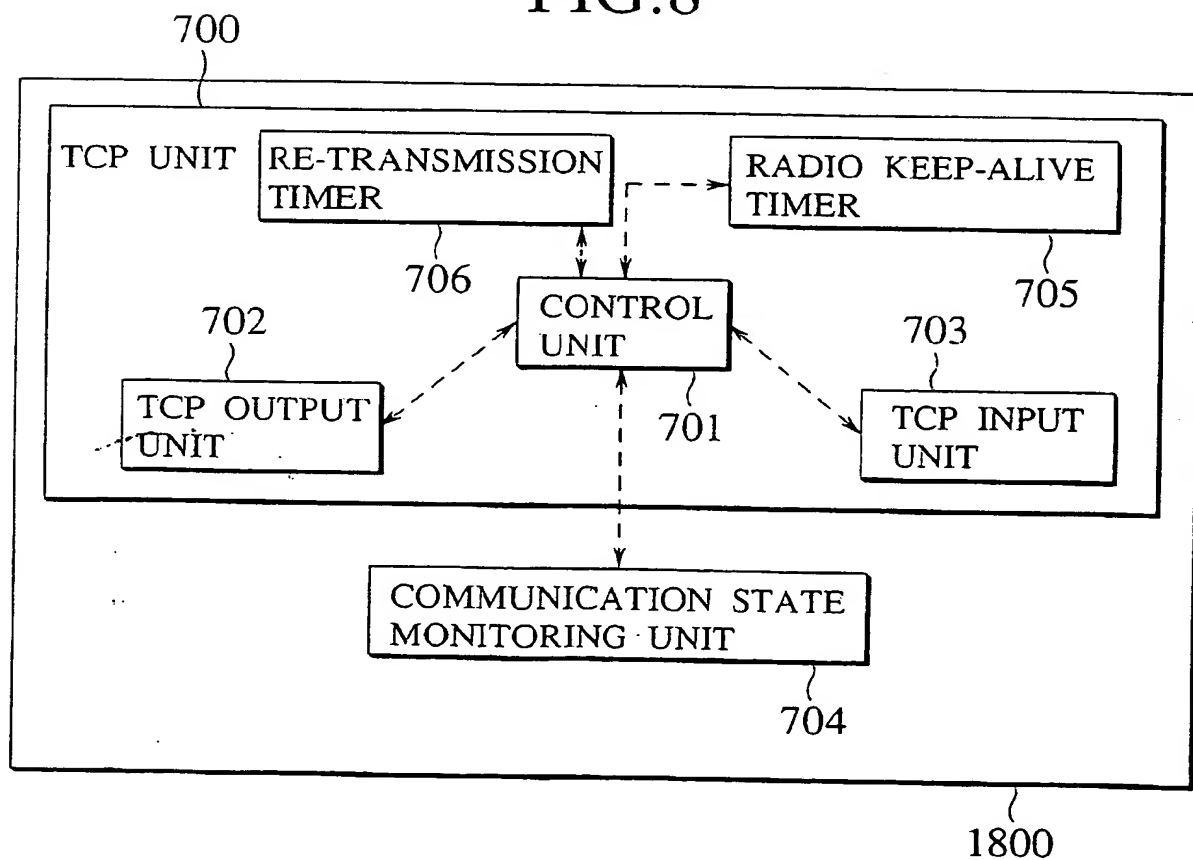 FIG.8
700
TCP UNIT
RE-TRANSMISSION
TIMER
RADIO KEEP-ALIVE
TIMER
706
705
CONTROL
UNIT
702
703
TCP OUTPUT
UNIT
701
TCP INPUT
UNIT
COMMUNICATION STATE
MONITORING UNIT
704
1800